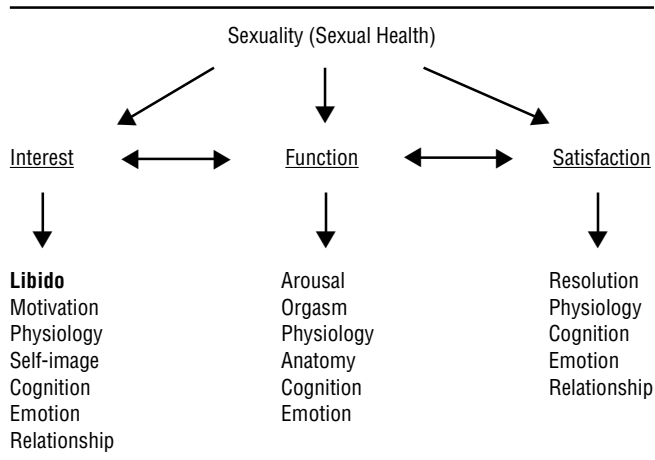 Sexuality (Sexual Health)
Interest
Function
Satisfaction
Libido
Motivation
Physiology
Self-image
Cognition
Emotion
Relationship
Arousal
Orgasm
Physiology
Anatomy
Cognition
Emotion
Resolution
Physiology
Cognition
Emotion
Relationship